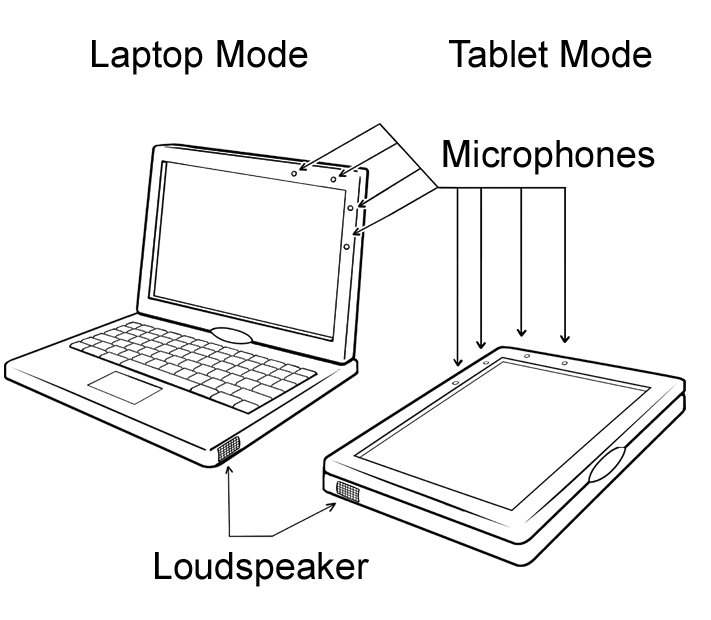 Laptop Mode
Tablet Mode
Microphones
Loudspeaker